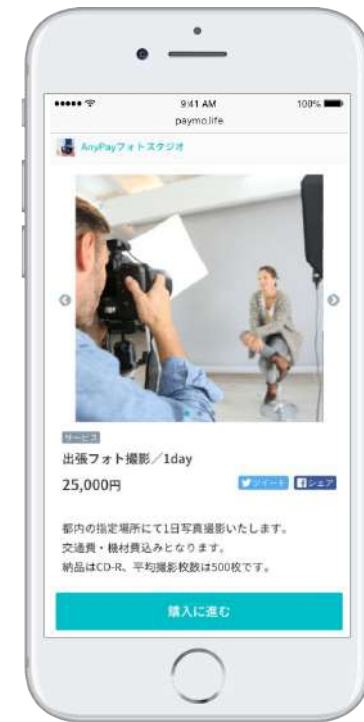 9:41 AM
100%
paymo.life
AnyPayフォトスタジオ
サービス
出張フォト撮影／1day
25,000円
ツイート
シェア
都内の指定場所にて1日写真撮影いたします。
交通費・機材費込みとなります。
納品はCD-R、平均撮影枚数は500枚です。
購入に進む